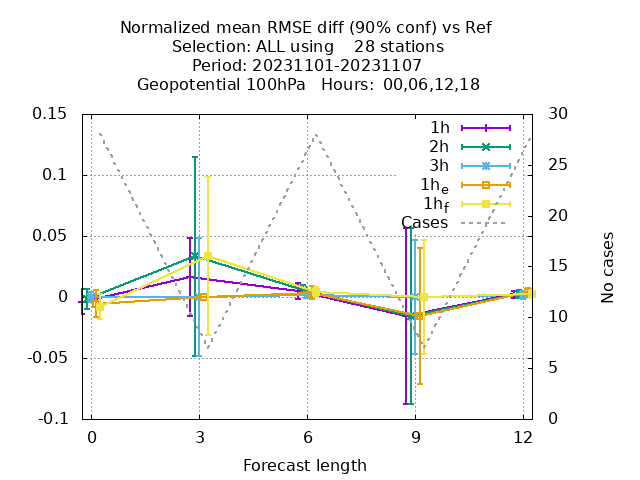 Normalized mean RMSE diff (90% conf) vs Ref
Selection: ALL using    28 stations
Period: 20231101-20231107
Geopotential 100hPa   Hours:  00,06,12,18
0.15
0.1
0.05
0
-0.05
-0.1
30
25
20
15
10
5
0
1h
2h
3h
1he
1hf
Cases
No cases
0
3
6
9
12
Forecast length